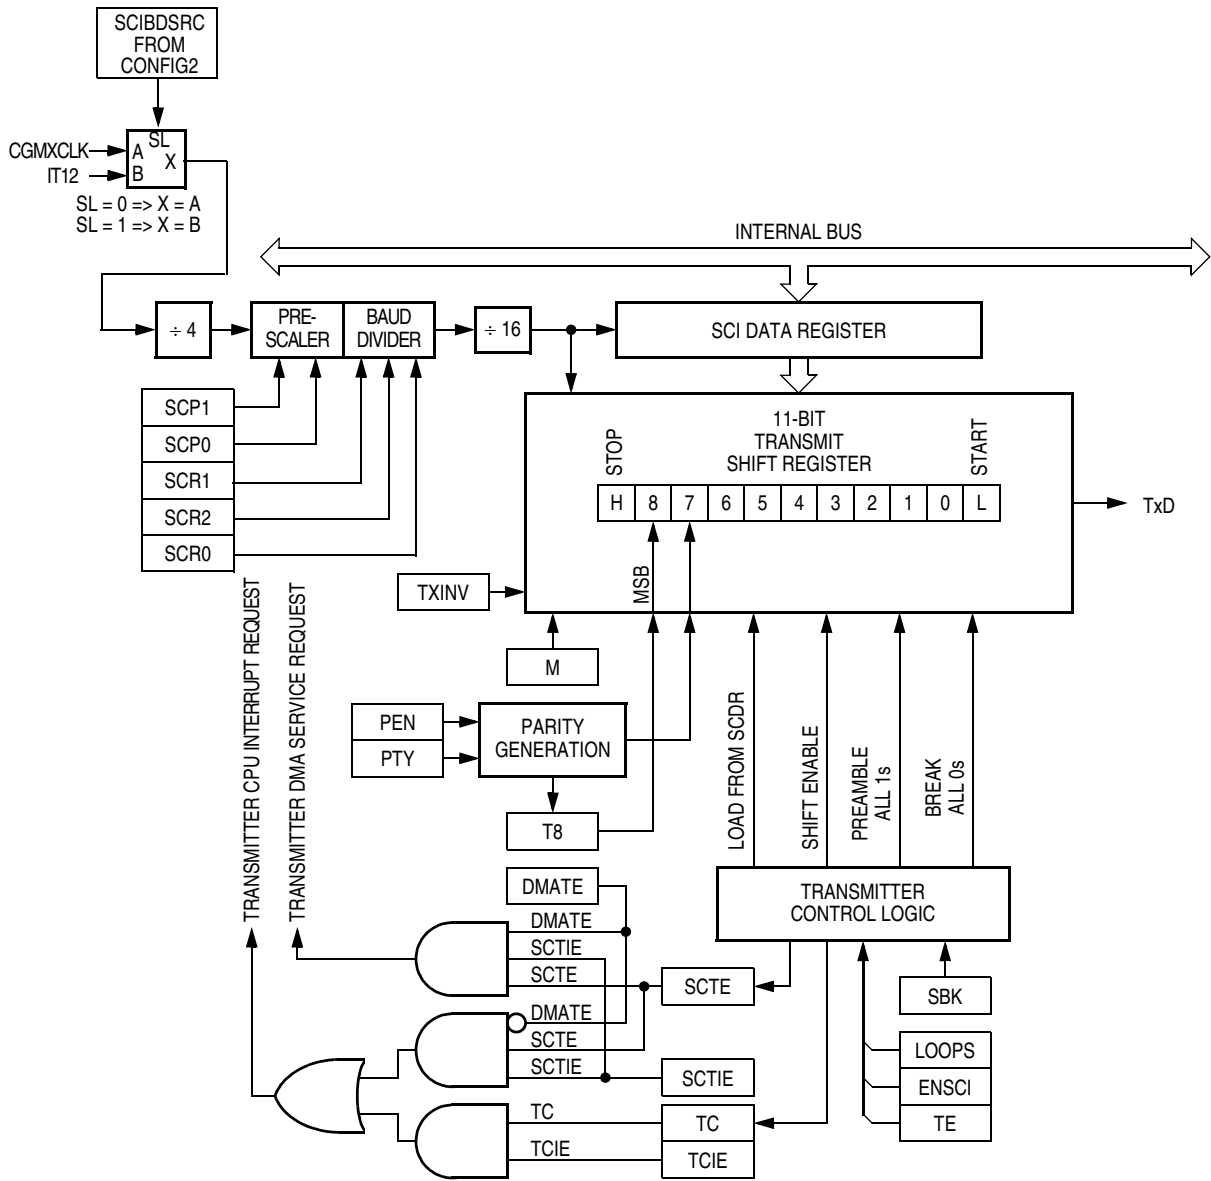 SCIBDSRC
FROM
CONFIG2
SL
CGMXCLK
A
X
IT12
B
SL = 0 => X = A
SL = 1 => X = B
INTERNAL BUS
÷ 4
PRE-
SCALER
BAUD
DIVIDER
÷ 16
SCI DATA REGISTER
SCP1
SCP0
SCR1
SCR2
SCR0
11-BIT
TRANSMIT
SHIFT REGISTER
STOP
START
H 8 7 6 5 4 3 2 1 0 L
TxD
TXINV
MSB
M
TRANSMITTER CPU INTERRUPT REQUEST
TRANSMITTER DMA SERVICE REQUEST
PEN
PTY
PARITY
GENERATION
T8
LOAD FROM SCDR
SHIFT ENABLE
PREAMBLE
ALL 1s
BREAK
ALL 0s
TRANSMITTER
CONTROL LOGIC
DMATE
DMATE
SCTIE
SCTE
SCTE
SBK
DMATE
SCTE
SCTIE
SCTIE
LOOPS
ENSCI
TE
TC
TC
TCIE
TCIE